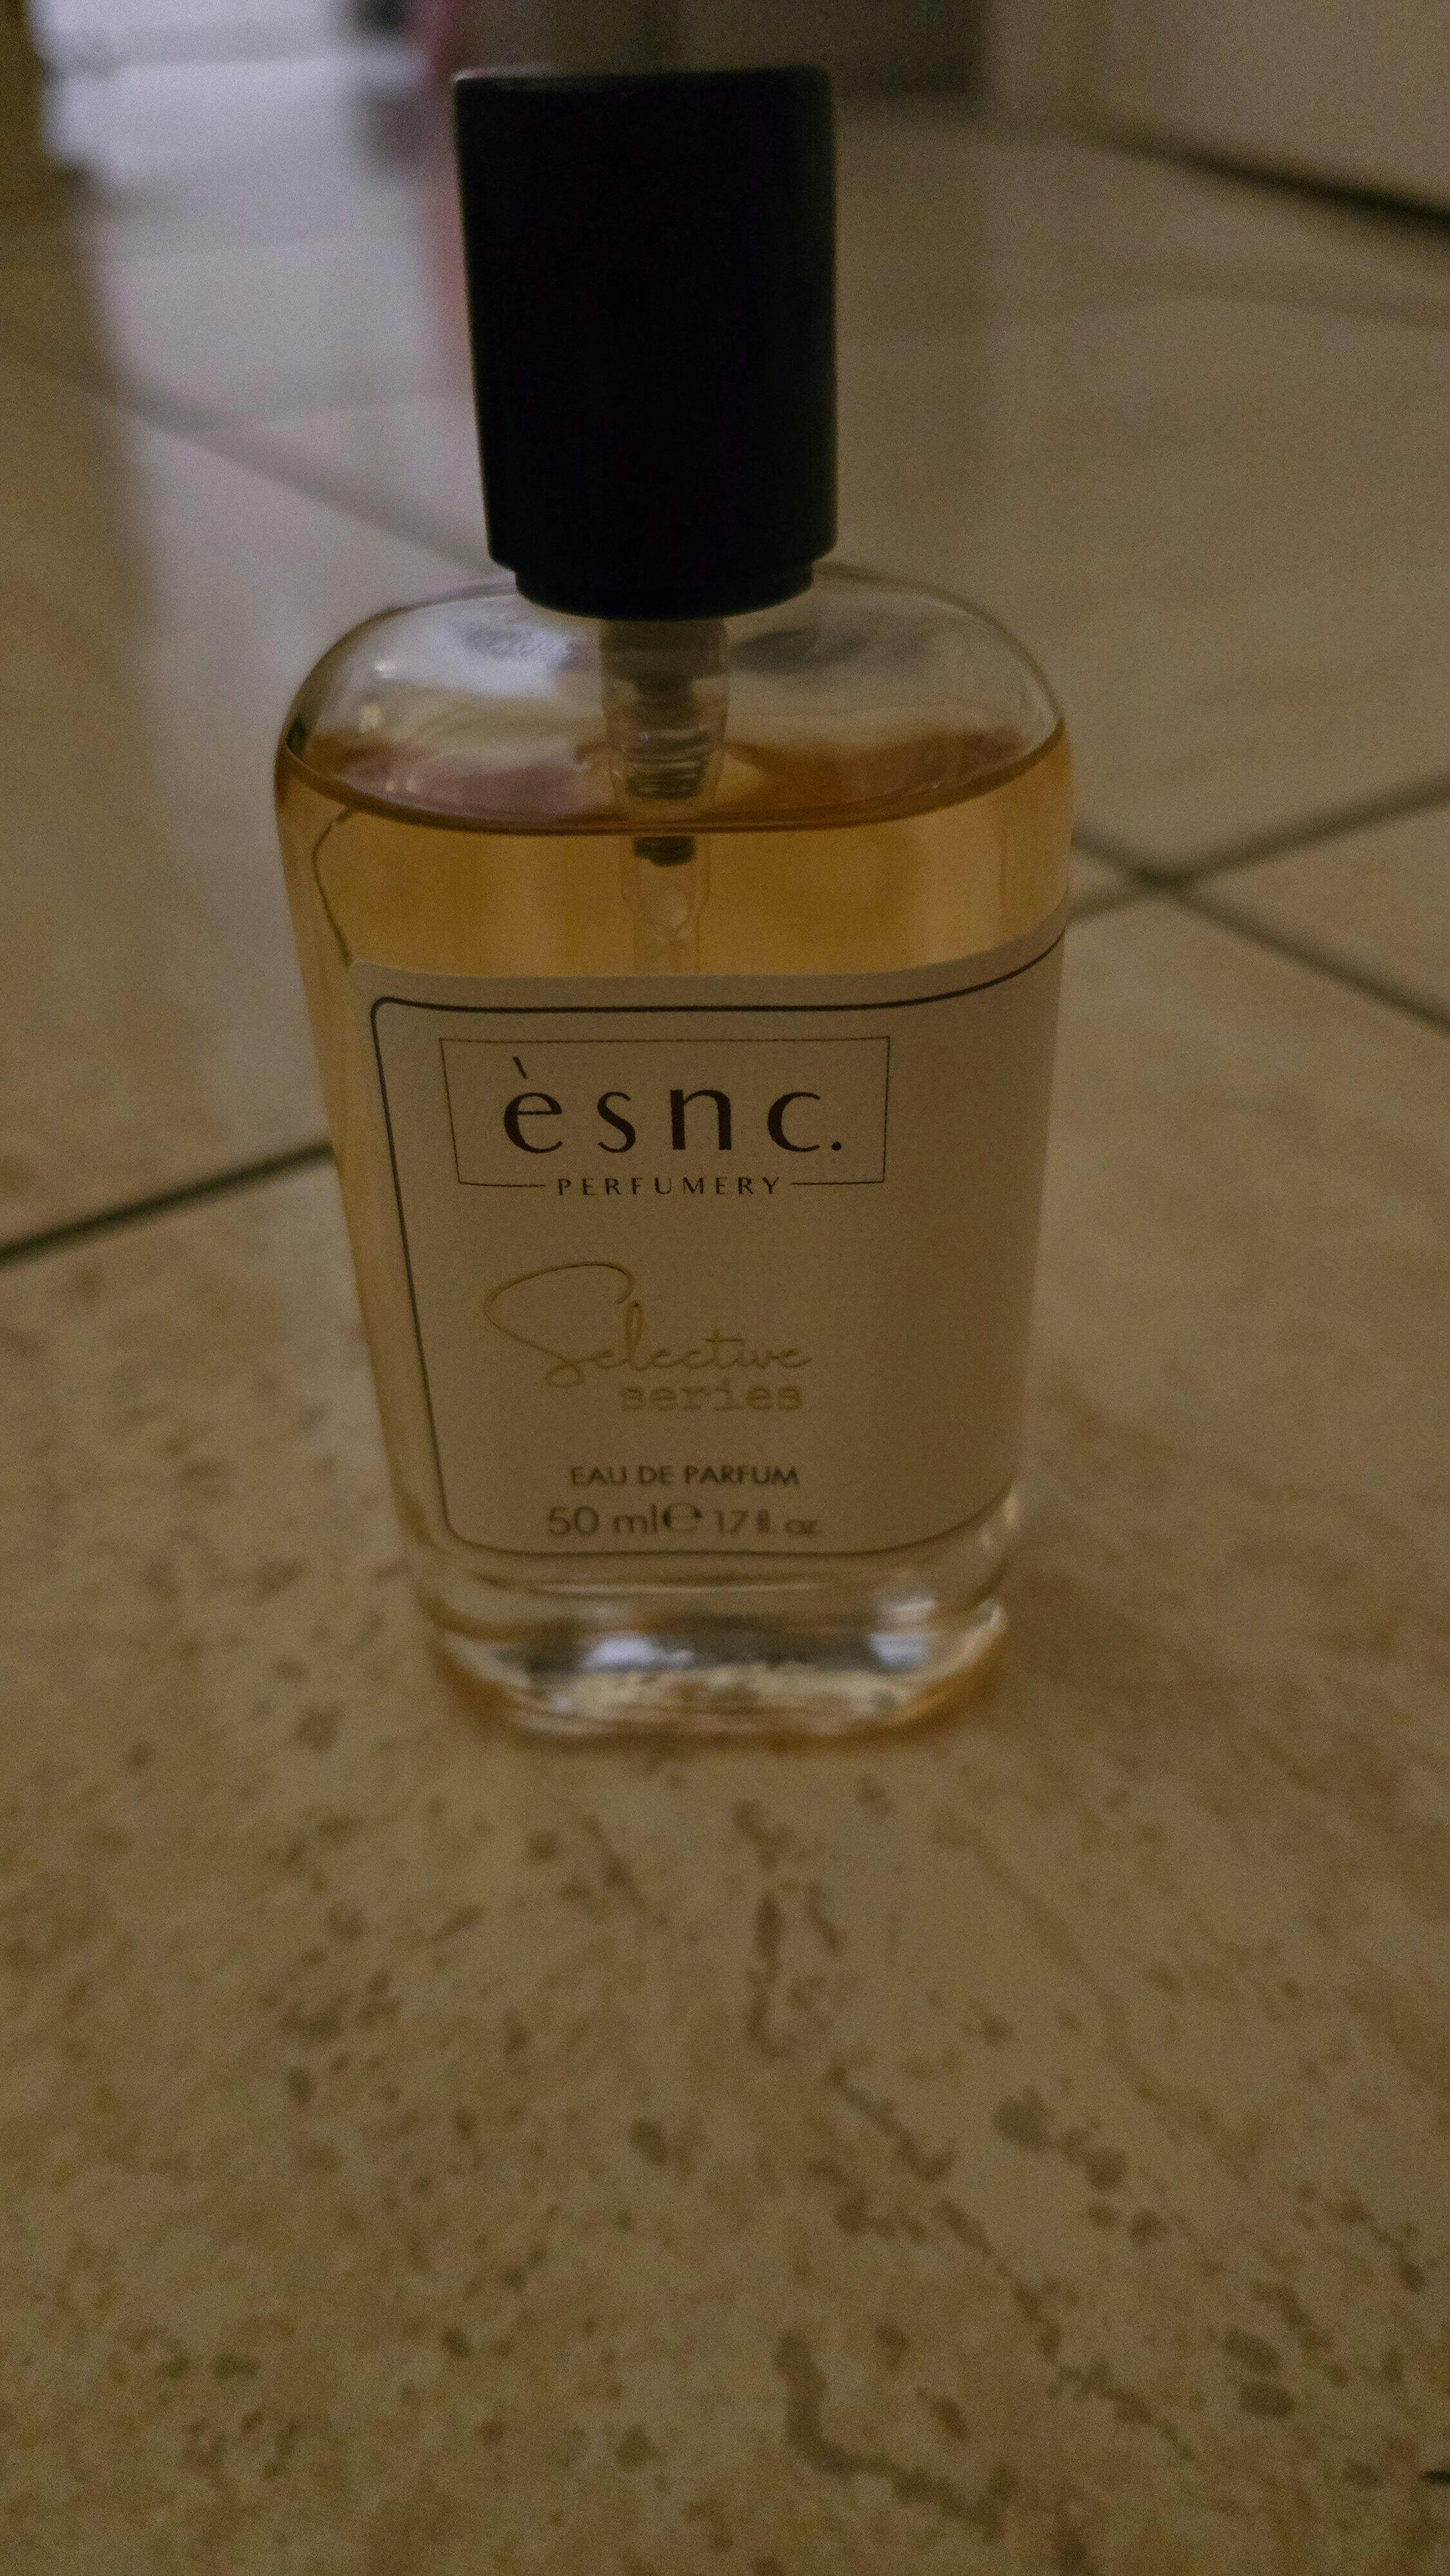 èsnc.
PERFUMERY
Selective
series
EAU DE PARFUM
50 ml℮ 1.7 fl. oz.